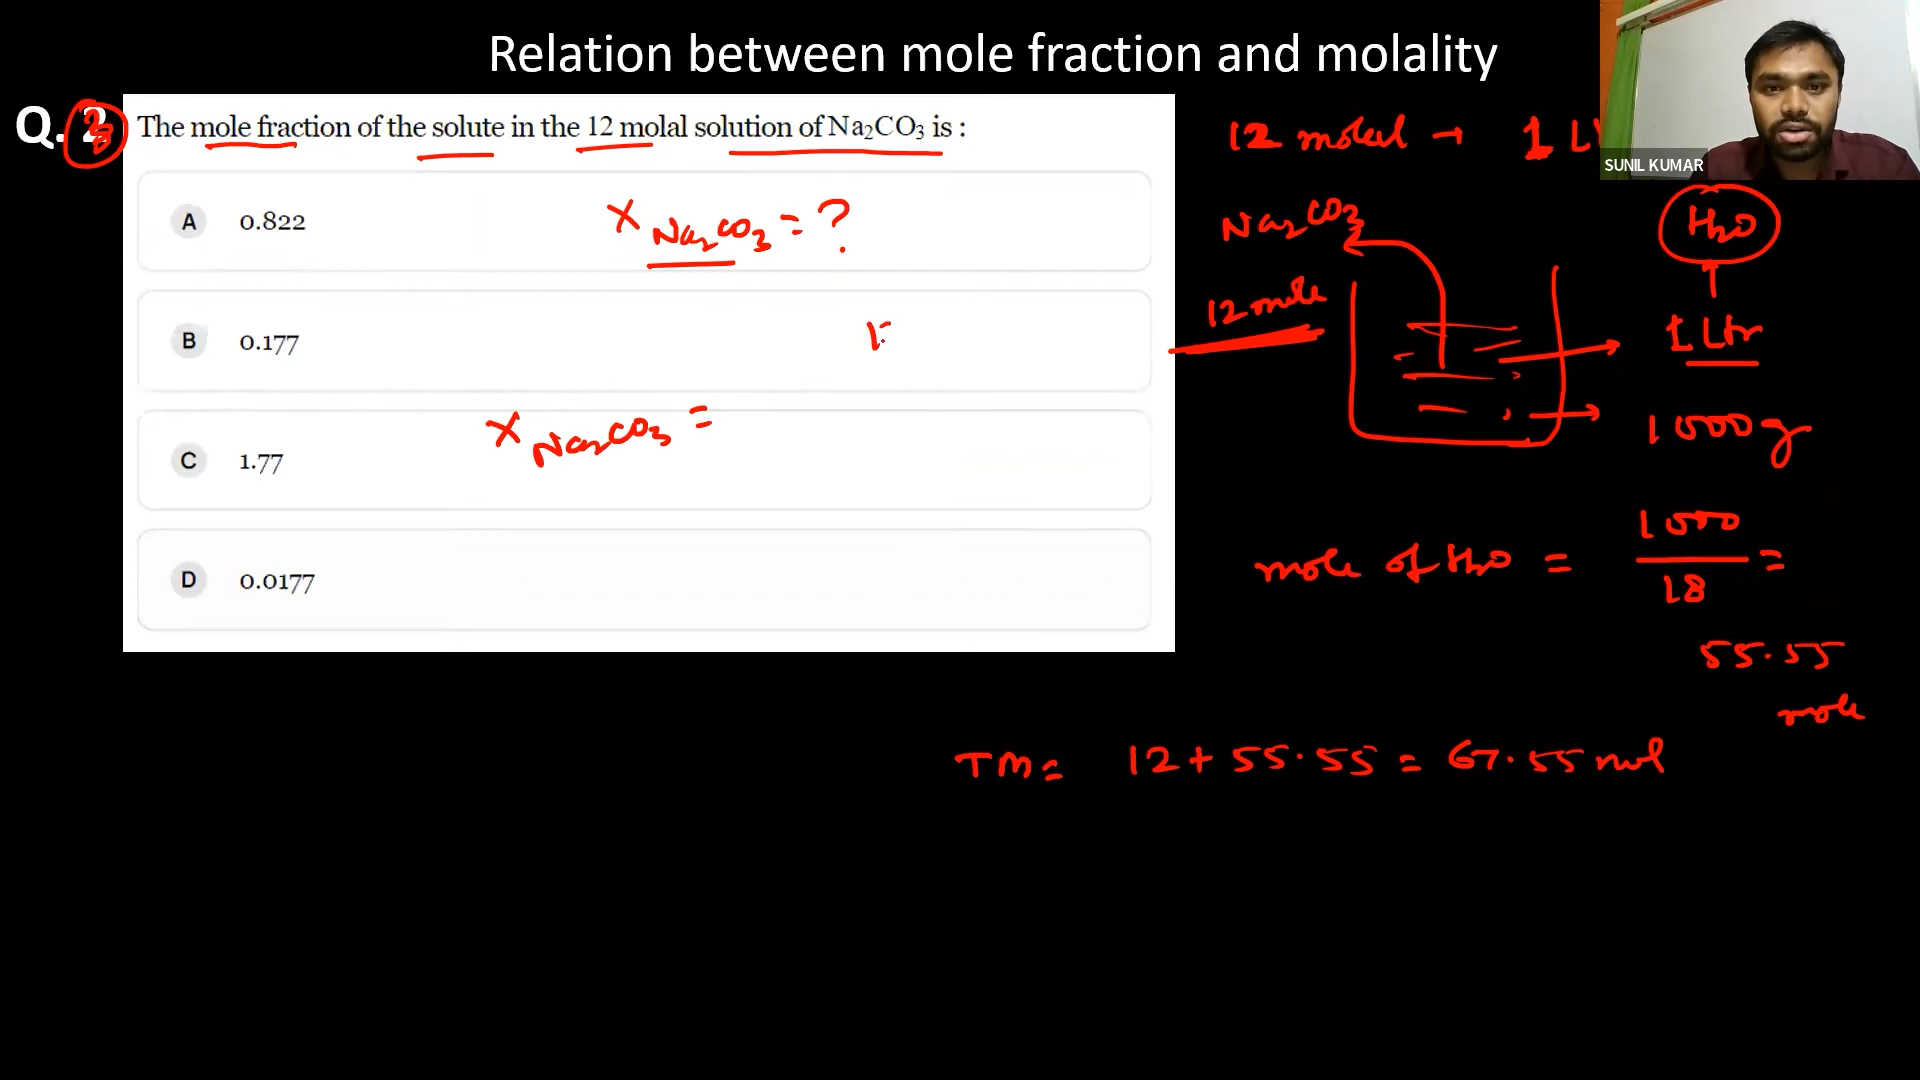 Relation between mole fraction and molality
SUNIL KUMAR
Q. 3
The mole fraction of the solute in the 12 molal solution of Na₂CO₃ is :
A 0.822
B 0.177
C 1.77
D 0.0177
X Na₂CO₃ = ?
X Na₂CO₃ =
12 molal → 1 L
Na₂CO₃
H₂O
12 mole
1 Ltr
1000g
mole of H₂O = 1000/18 =
55.55
mole
TM = 12 + 55.55 = 67.55 mol